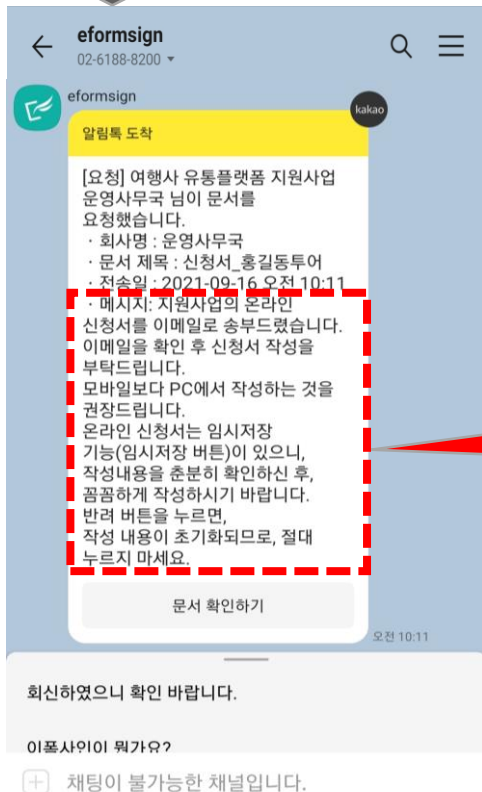 eformsign
02-6188-8200
eformsign
kakao
알림톡 도착
[요청] 여행사 유통플랫폼 지원사업
운영사무국 님이 문서를
요청했습니다.
· 회사명 : 운영사무국
· 문서 제목 : 신청서_홍길동투어
· 전송일 : 2021-09-16 오전 10:11
· 메시지: 지원사업의 온라인
신청서를 이메일로 송부드렸습니다.
이메일을 확인 후 신청서 작성을
부탁드립니다.
모바일보다 PC에서 작성하는 것을
권장드립니다.
온라인 신청서는 임시저장
기능(임시저장 버튼)이 있으니,
작성내용을 춘분히 확인하신 후,
꼼꼼하게 작성하시기 바랍니다.
반려 버튼을 누르면,
작성 내용이 초기화되므로, 절대
누르지 마세요.
문서 확인하기
오전 10:11
회신하였으니 확인 바랍니다.
이폼사인이 뭔가요?
채팅이 불가능한 채널입니다.